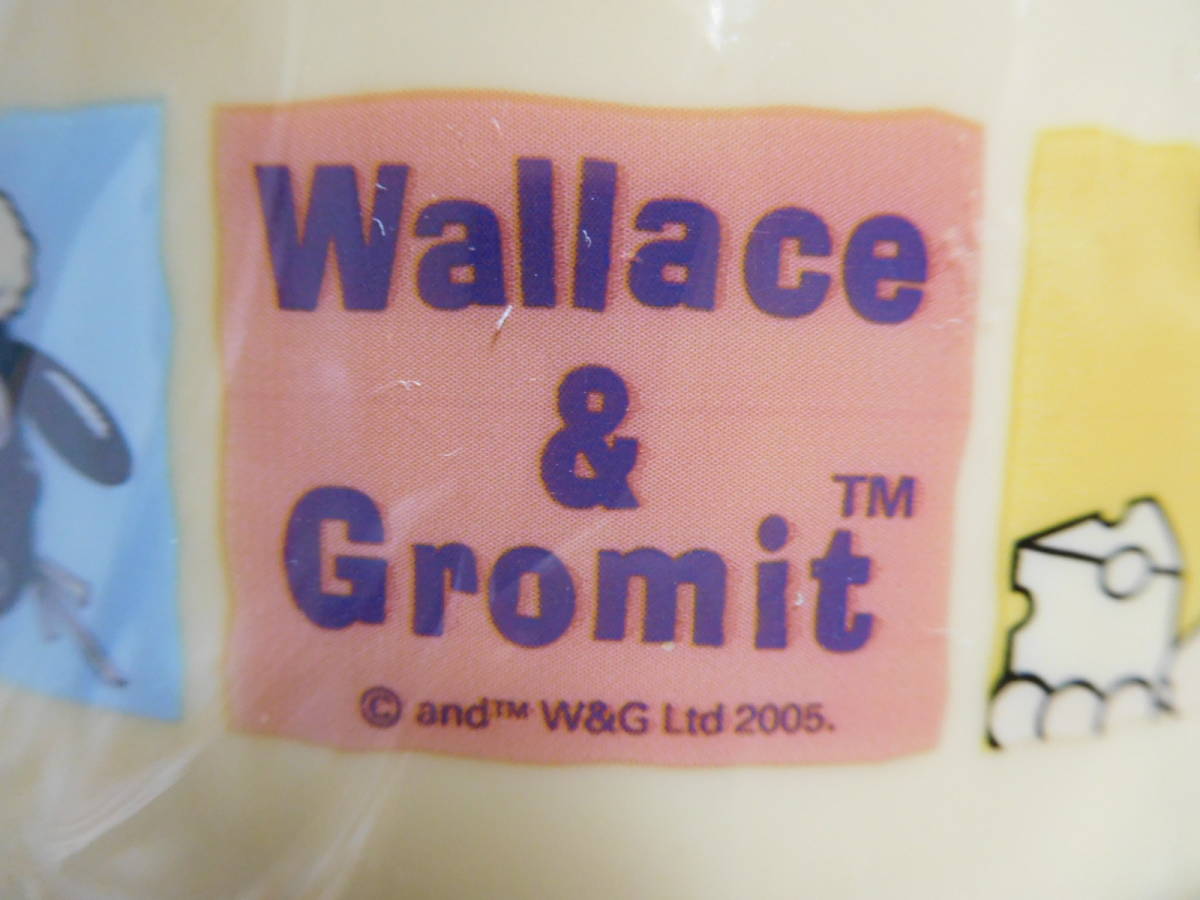 Wallace
&
Gromit™
© and™ W&G Ltd 2005.